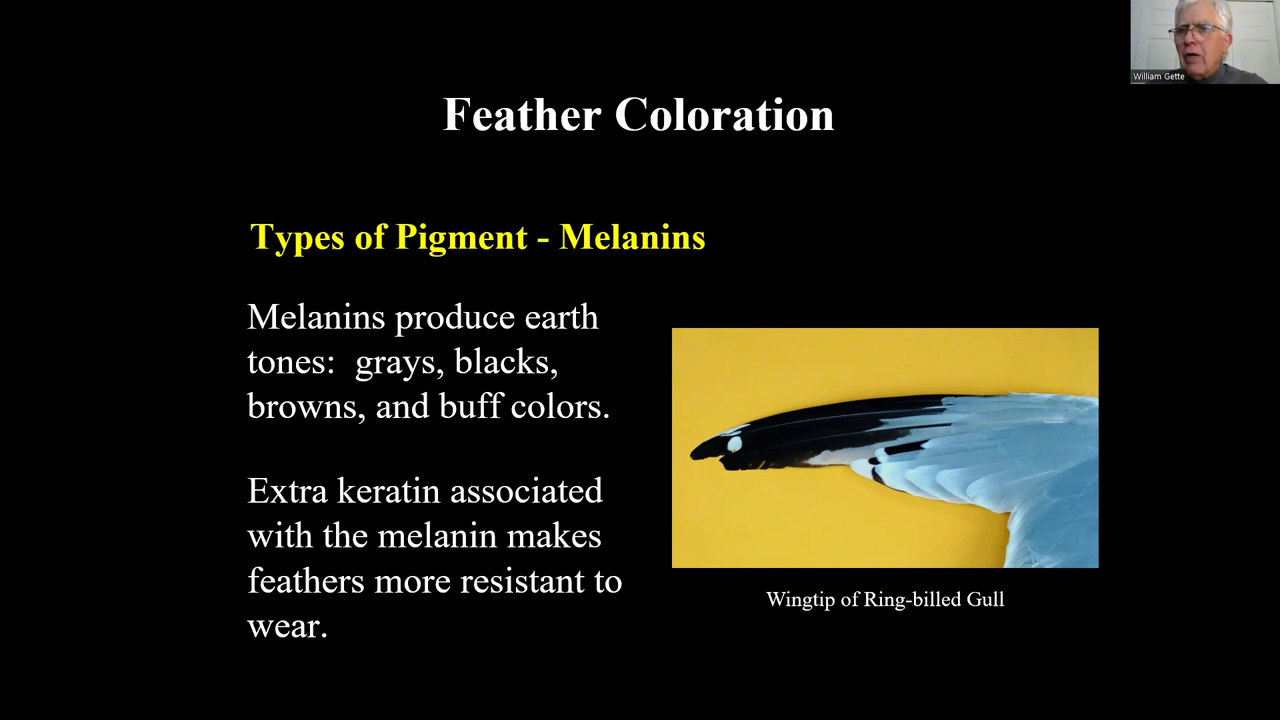 William Gette
Feather Coloration
Types of Pigment - Melanins
Melanins produce earth
tones:  grays, blacks,
browns, and buff colors.
Extra keratin associated
with the melanin makes
feathers more resistant to
wear.
Wingtip of Ring-billed Gull